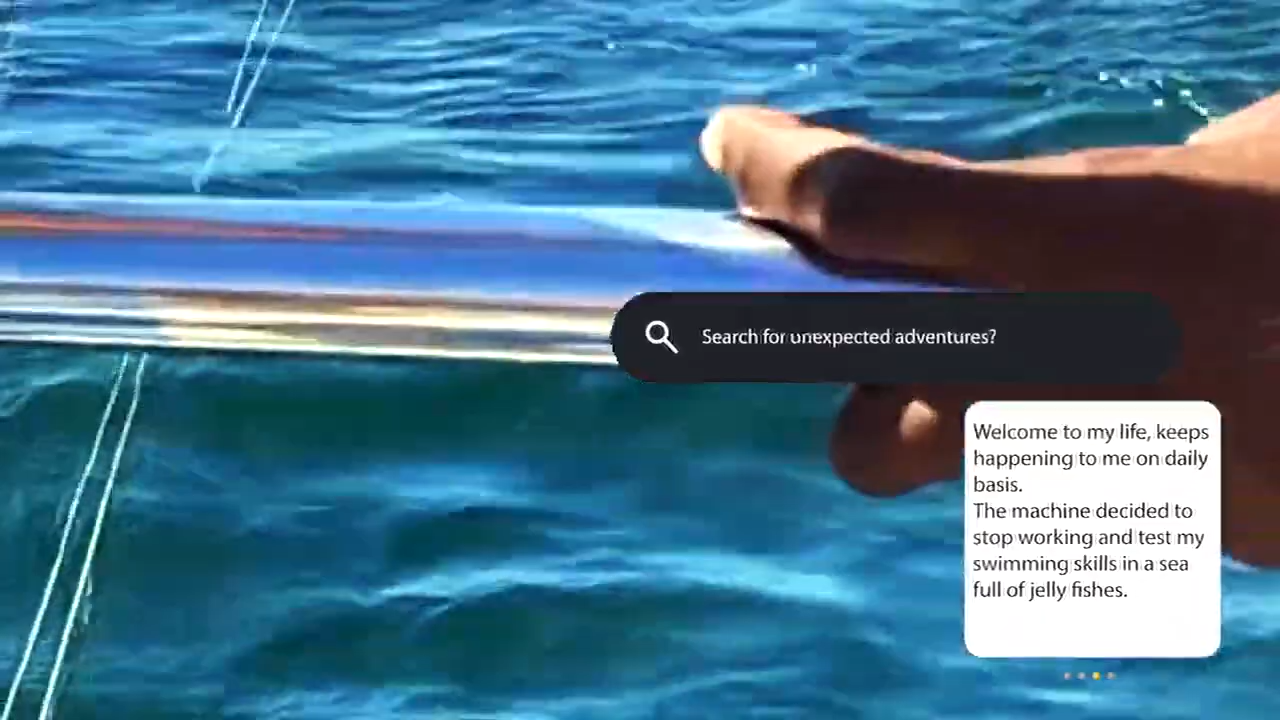 Search for unexpected adventures?
Welcome to my life, keeps
happening to me on daily
basis.
The machine decided to
stop working and test my
swimming skills in a sea
full of jelly fishes.